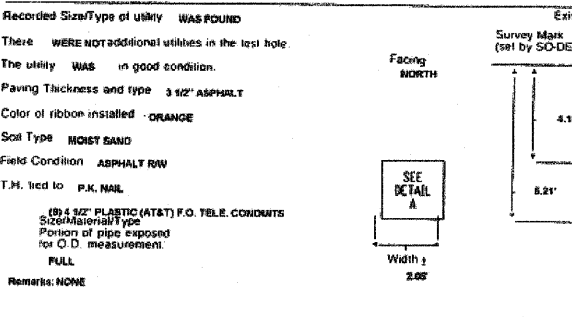 Recorded Size/Type of utility WAS FOUND
There WERE NOT additional utilities in the test hole.
The utility WAS in good condition.
Paving Thickness and type 3 1/2" ASPHALT
Color of ribbon installed - ORANGE
Soil Type MOIST SAND
Field Condition ASPHALT R/W
T.H. tied to P.K. NAIL
(8) 4 1/2" PLASTIC (AT&T) F.O. TELE. CONDUITS
Size/Material/Type
Portion of pipe exposed
for O.D. measurement.
FULL
Remarks: NONE
Facing
NORTH
SEE
DETAIL
A
Width ±
2.05'
Survey Mark
(set by SO-DE
4.1